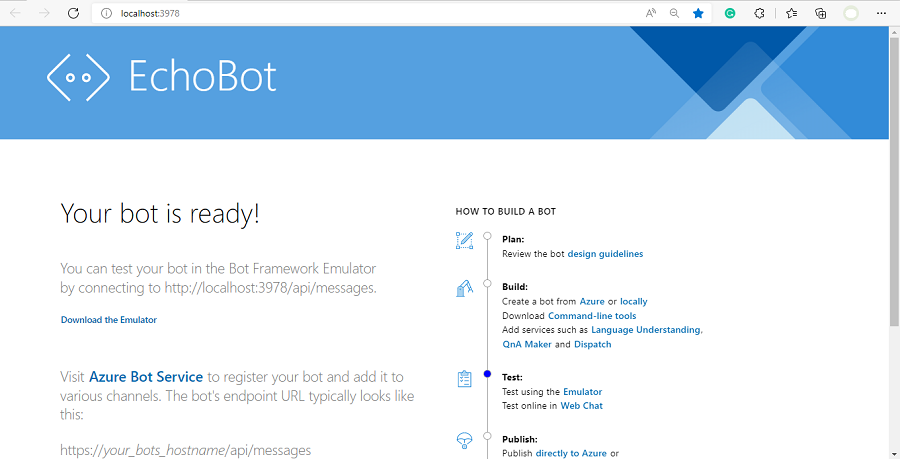 localhost:3978
EchoBot
Your bot is ready!
You can test your bot in the Bot Framework Emulator
by connecting to http://localhost:3978/api/messages.
Download the Emulator
Visit Azure Bot Service to register your bot and add it to
various channels. The bot's endpoint URL typically looks like
this:
https://your_bots_hostname/api/messages
HOW TO BUILD A BOT
Plan:
Review the bot design guidelines
Build:
Create a bot from Azure or locally
Download Command-line tools
Add services such as Language Understanding,
QnA Maker and Dispatch
Test:
Test using the Emulator
Test online in Web Chat
Publish:
Publish directly to Azure or